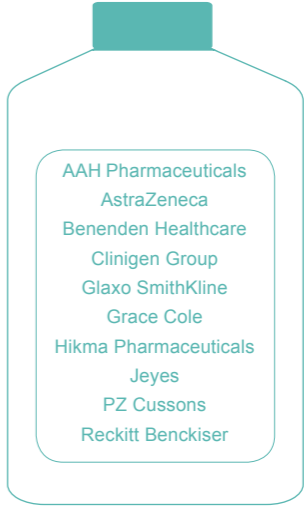 AAH Pharmaceuticals
AstraZeneca
Benenden Healthcare
Clinigen Group
Glaxo SmithKline
Grace Cole
Hikma Pharmaceuticals
Jeyes
PZ Cussons
Reckitt Benckiser